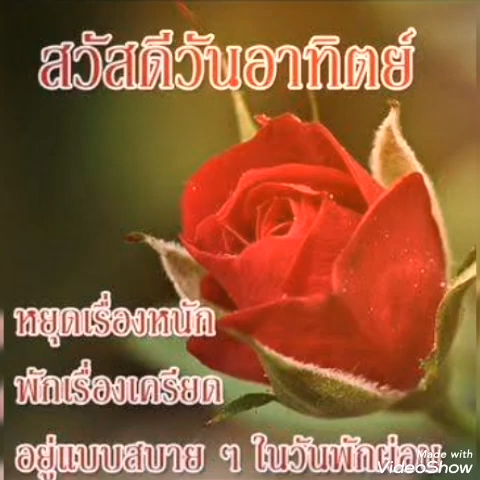 สวัสดีวันอาทิตย์
หยุดเรื่องหนัก
พักเรื่องเครียด
อยู่แบบสบาย ๆ ในวันพักผ่อน
Made with
VideoShow